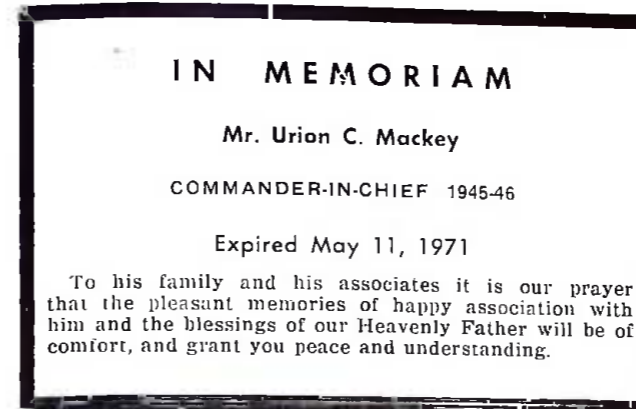 IN MEMORIAM
Mr. Urion C. Mackey
COMMANDER-IN-CHIEF 1945-46
Expired May 11, 1971
To his family and his associates it is our prayer
that the pleasant memories of happy association with
him and the blessings of our Heavenly Father will be of
comfort, and grant you peace and understanding.